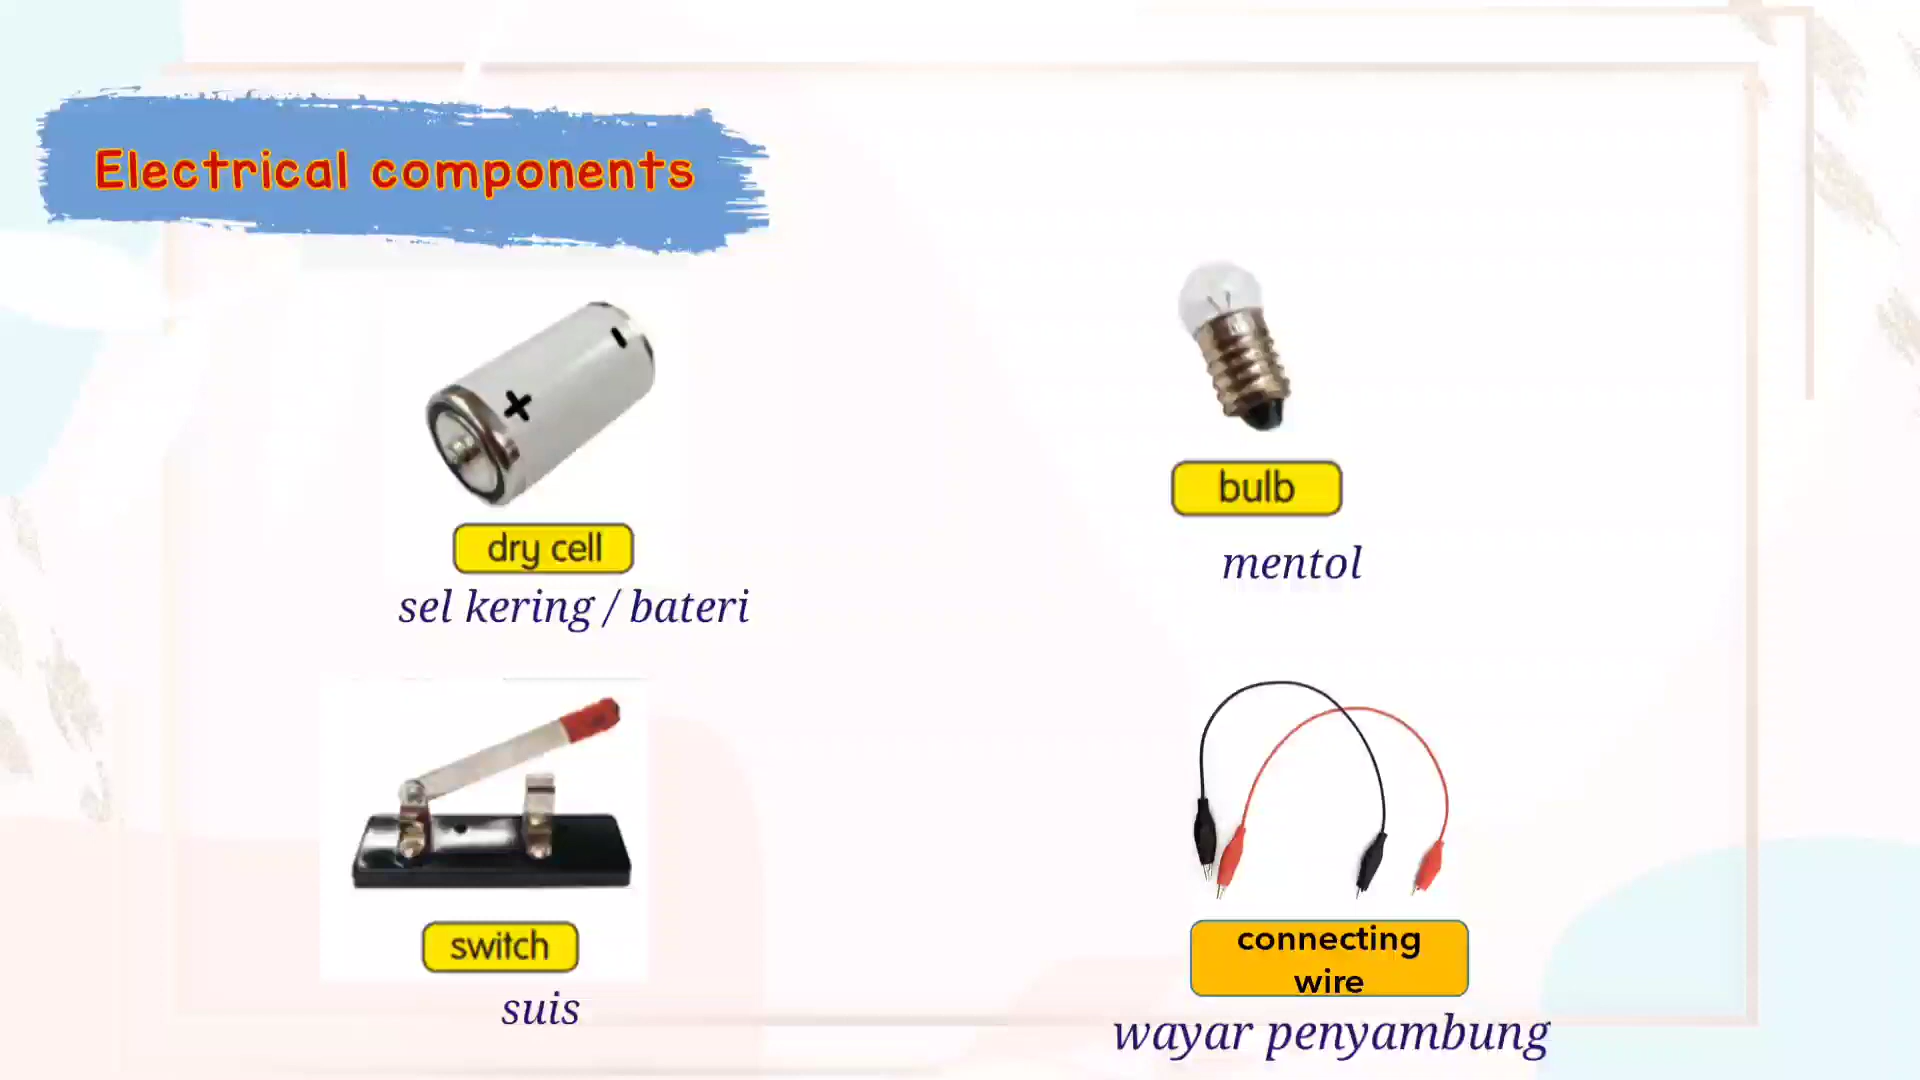 Electrical components
+
-
dry cell
sel kering / bateri
bulb
mentol
switch
suis
connecting
wire
wayar penyambung